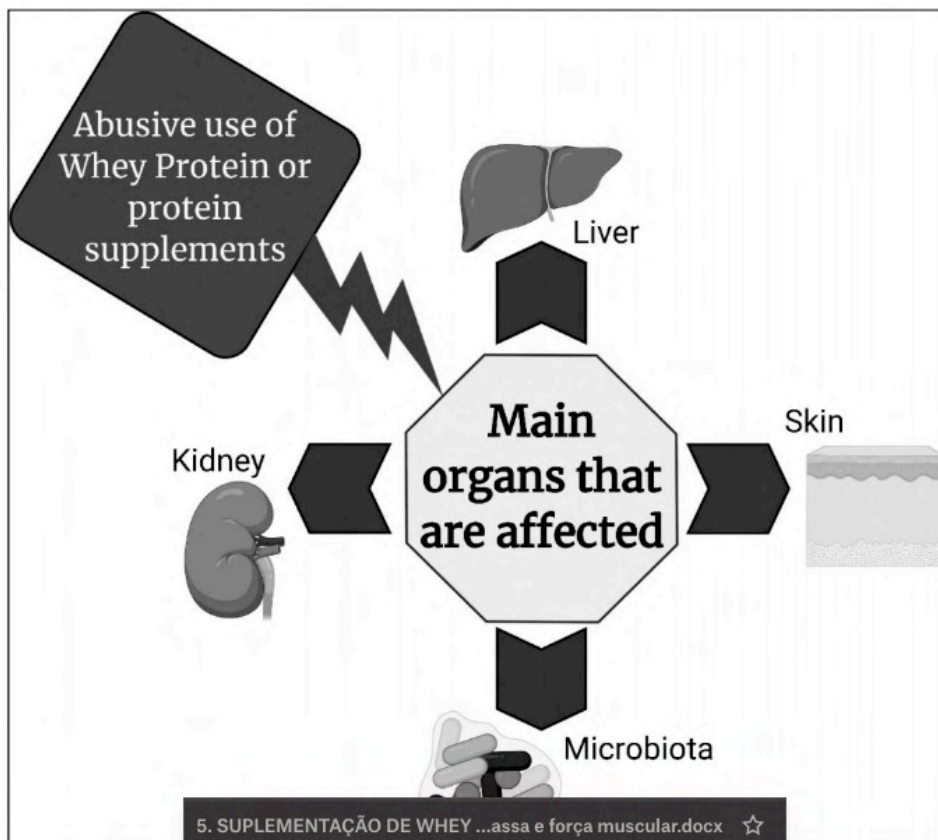 Abusive use of
Whey Protein or
protein
supplements
Liver
Main
organs that
are affected
Skin
Kidney
Microbiota
5. SUPLEMENTAÇÃO DE WHEY ...assa e força muscular.docx